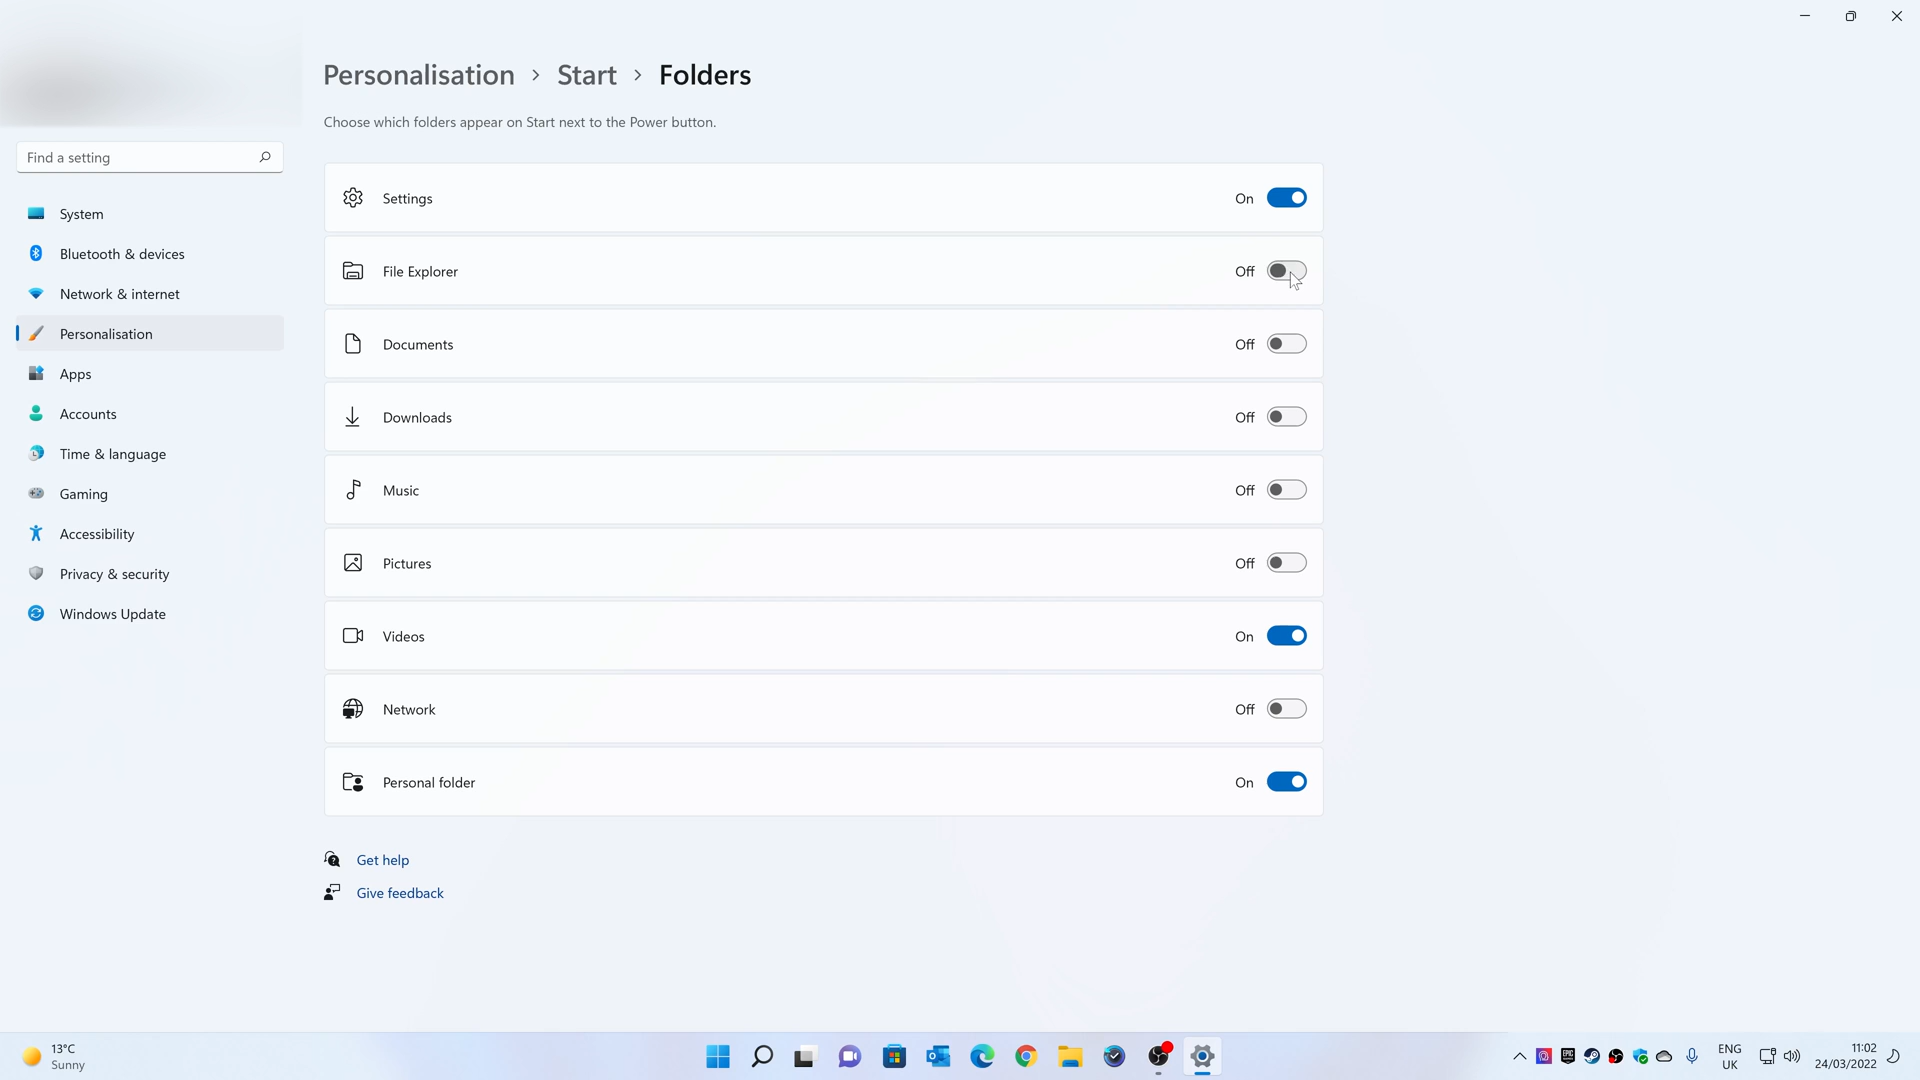 Personalisation › Start › Folders
Choose which folders appear on Start next to the Power button.
Find a setting
System
Bluetooth & devices
Network & internet
Personalisation
Apps
Accounts
Time & language
Gaming
Accessibility
Privacy & security
Windows Update
Settings On
File Explorer Off
Documents Off
Downloads Off
Music Off
Pictures Off
Videos On
Network Off
Personal folder On
Get help
Give feedback
13°C
Sunny
EPIC
ENG
UK
11:02
24/03/2022